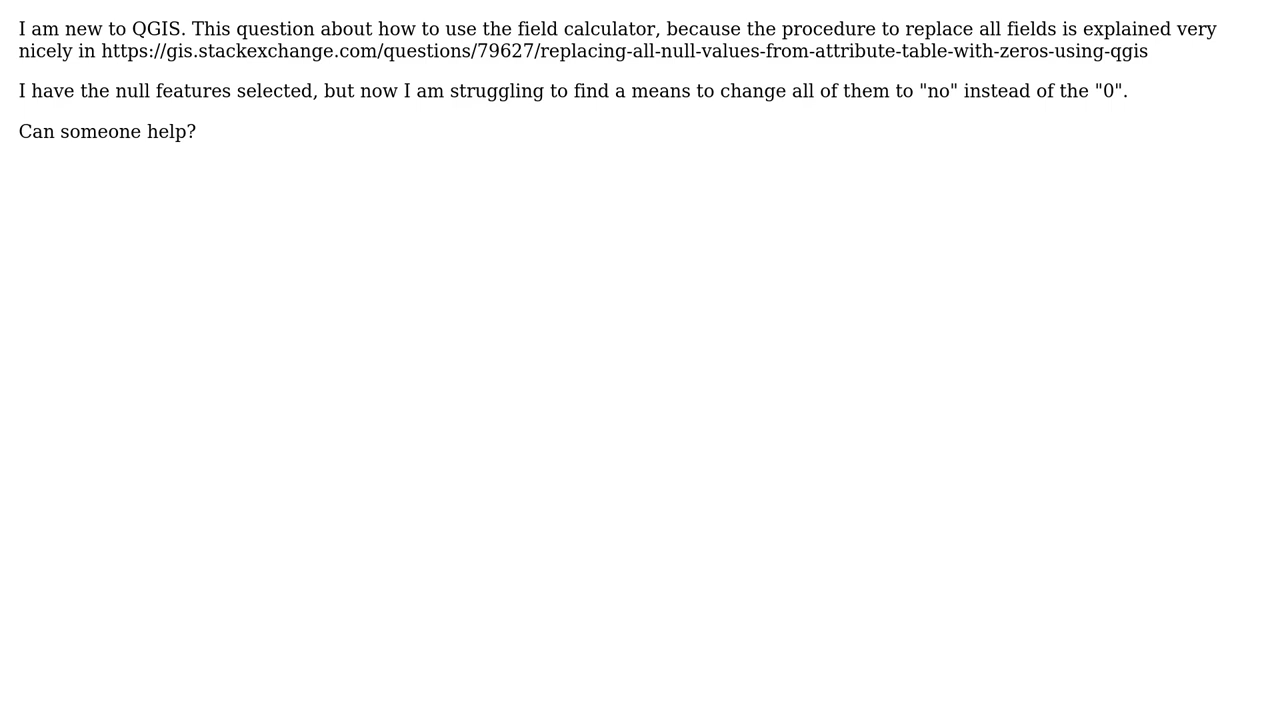 I am new to QGIS. This question about how to use the field calculator, because the procedure to replace all fields is explained very
nicely in https://gis.stackexchange.com/questions/79627/replacing-all-null-values-from-attribute-table-with-zeros-using-qgis
I have the null features selected, but now I am struggling to find a means to change all of them to "no" instead of the "0".
Can someone help?